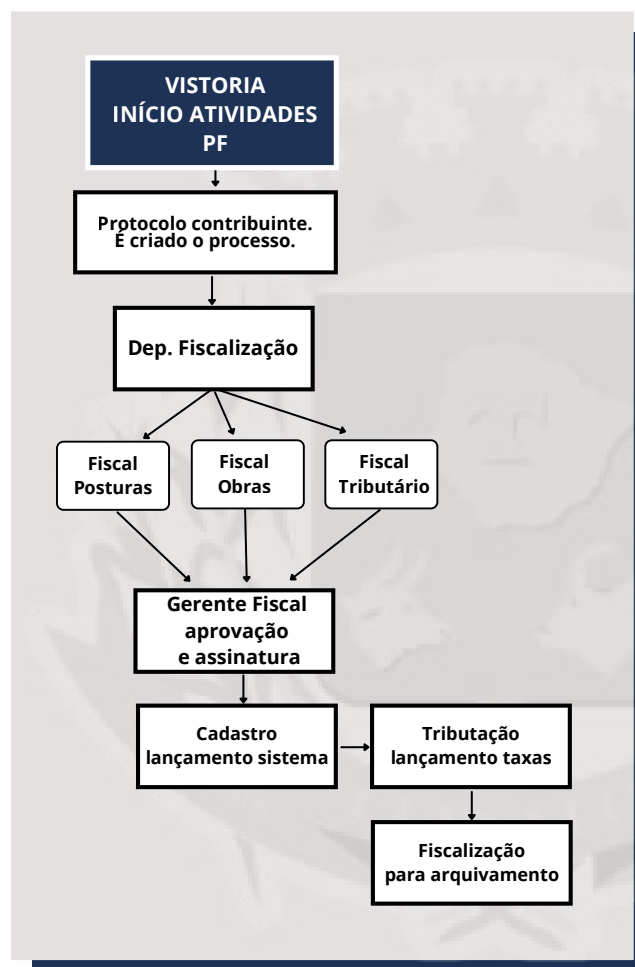 VISTORIA
INÍCIO ATIVIDADES
PF
Protocolo contribuinte.
É criado o processo.
Dep. Fiscalização
Fiscal
Posturas
Fiscal
Obras
Fiscal
Tributário
Gerente Fiscal
aprovação
e assinatura
Cadastro
lançamento sistema
Tributação
lançamento taxas
Fiscalização
para arquivamento